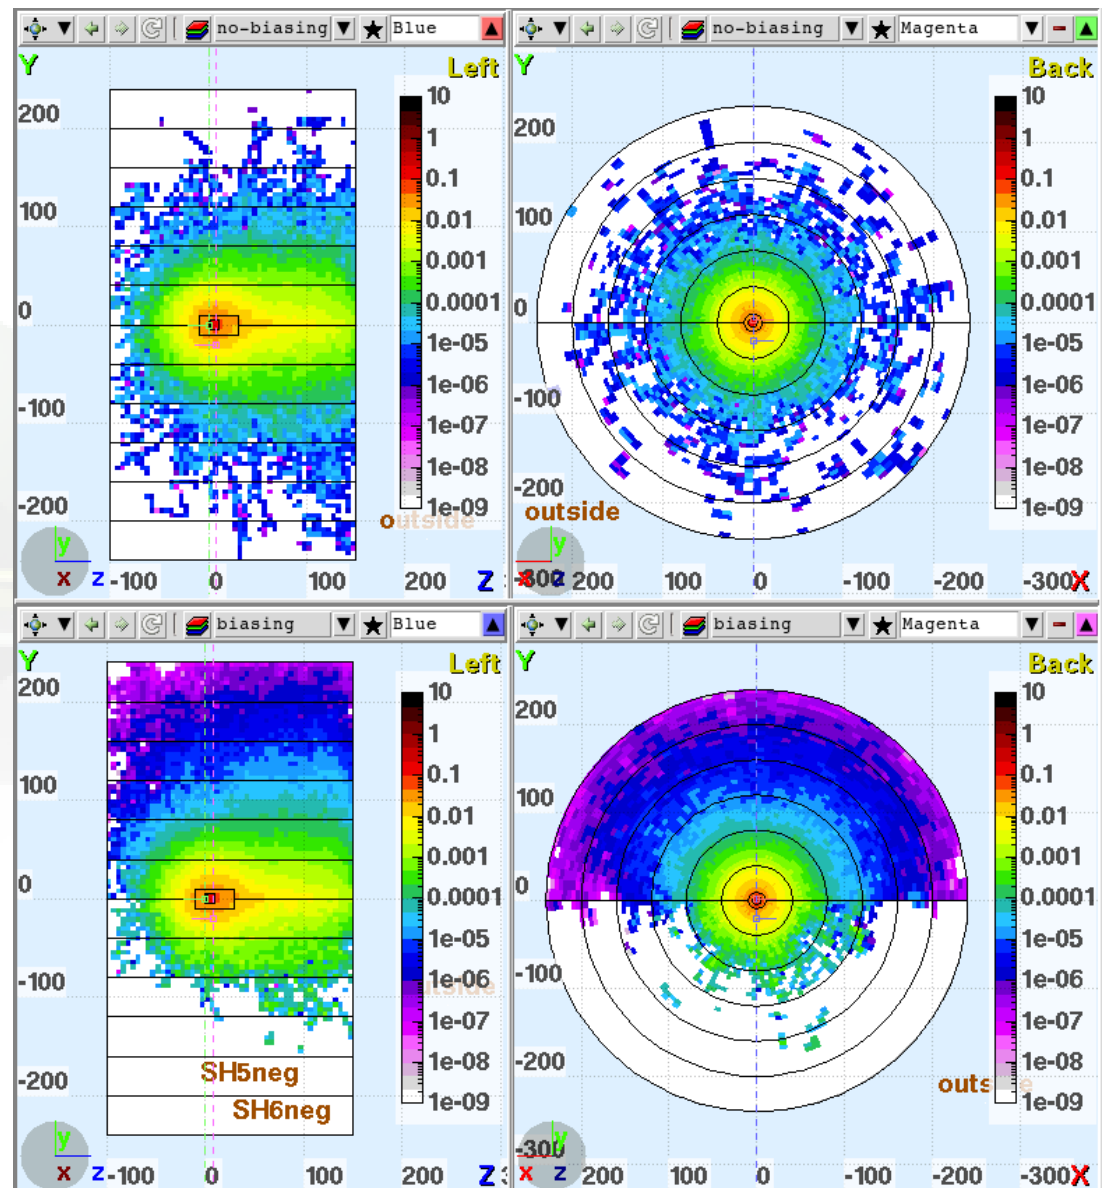 no-biasing Blue
Y Left
10
1
0.1
0.01
0.001
0.0001
1e-05
1e-06
1e-07
1e-08
1e-09
200
100
0
-100
-200
outside
y
x z -100 0 100 200 Z
no-biasing Magenta
Y Back
10
1
0.1
0.01
0.001
0.0001
1e-05
1e-06
1e-07
1e-08
1e-09
200
100
0
-100
-200
outside
y
x z -300 200 100 0 -100 -200 -300 X
biasing Blue
Y Left
10
1
0.1
0.01
0.001
0.0001
1e-05
1e-06
1e-07
1e-08
1e-09
200
100
0
-100
-200
outside
SH5neg
SH6neg
y
x z -100 0 100 200 Z
biasing Magenta
Y Back
10
1
0.1
0.01
0.001
0.0001
1e-05
1e-06
1e-07
1e-08
1e-09
200
100
0
-100
-200
-300
outside
y
x z 200 100 0 -100 -200 -300 X